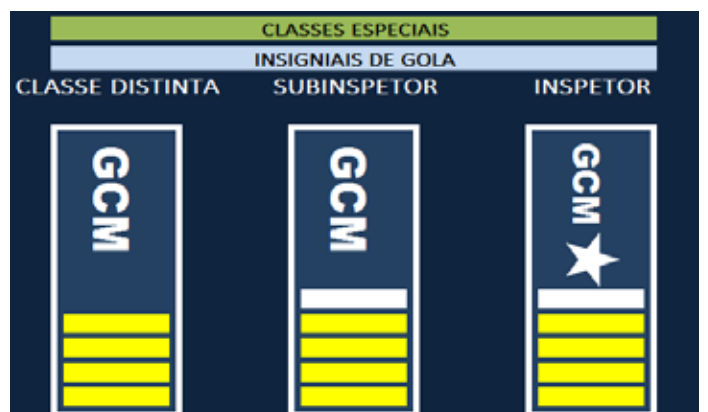 CLASSES ESPECIAIS
INSIGNIAIS DE GOLA
CLASSE DISTINTA SUBINSPETOR INSPETOR
GCM GCM GCM